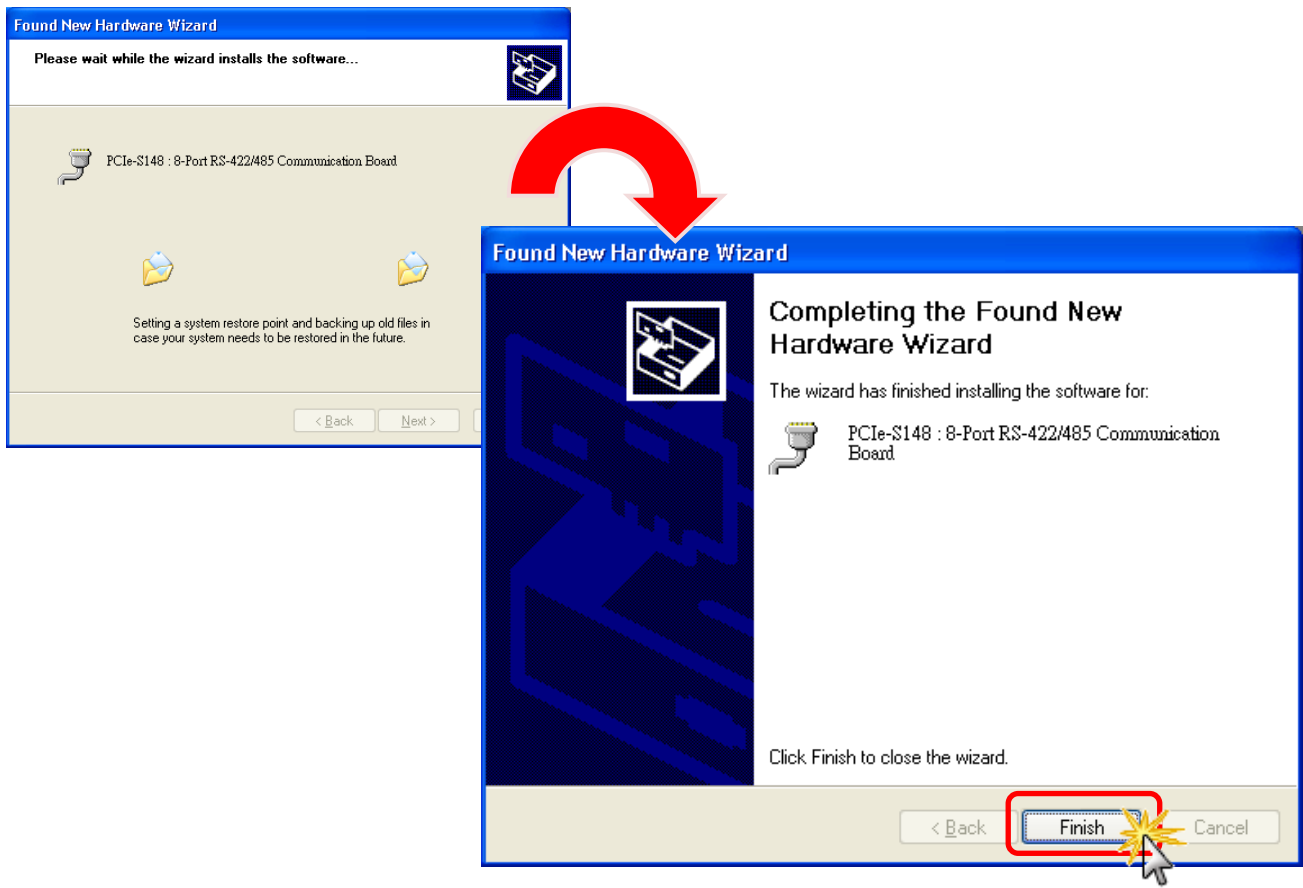 Found New Hardware Wizard
Please wait while the wizard installs the software...
PCIe-S148 : 8-Port RS-422/485 Communication Board
Setting a system restore point and backing up old files in
case your system needs to be restored in the future.
< Back
Next >
Found New Hardware Wizard
Completing the Found New
Hardware Wizard
The wizard has finished installing the software for:
PCIe-S148 : 8-Port RS-422/485 Communication
Board
Click Finish to close the wizard.
< Back
Finish
Cancel